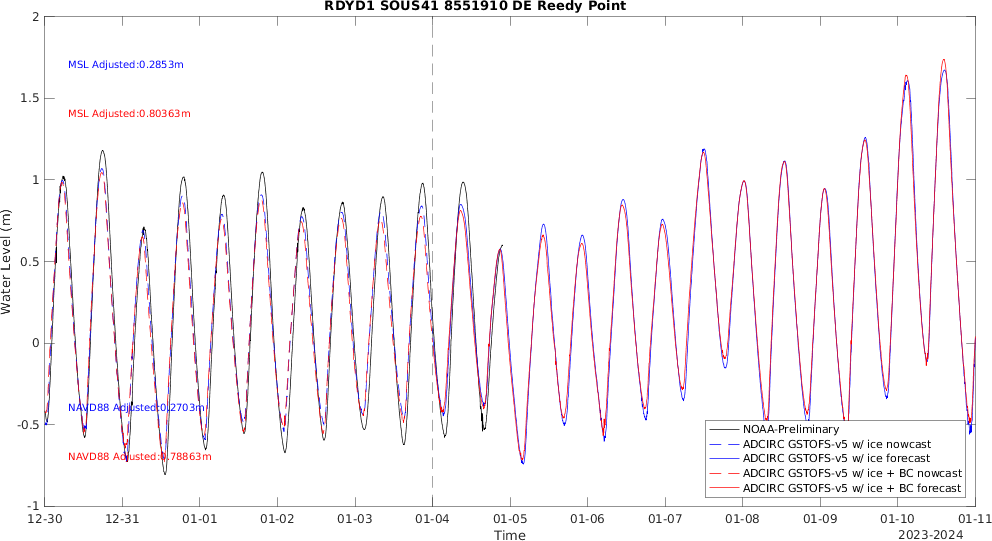 RDYD1 SOUS41 8551910 DE Reedy Point
2
MSL Adjusted:0.2853m
1.5
MSL Adjusted:0.80363m
1
0.5
Water Level (m)
0
NAVD88 Adjusted:0.2703m
-0.5
NAVD88 Adjusted:0.78863m
-1
NOAA-Preliminary
ADCIRC GSTOFS-v5 w/ ice nowcast
ADCIRC GSTOFS-v5 w/ ice forecast
ADCIRC GSTOFS-v5 w/ ice + BC nowcast
ADCIRC GSTOFS-v5 w/ ice + BC forecast
12-30 12-31 01-01 01-02 01-03 01-04 01-05 01-06 01-07 01-08 01-09 01-10 01-11
Time
2023-2024